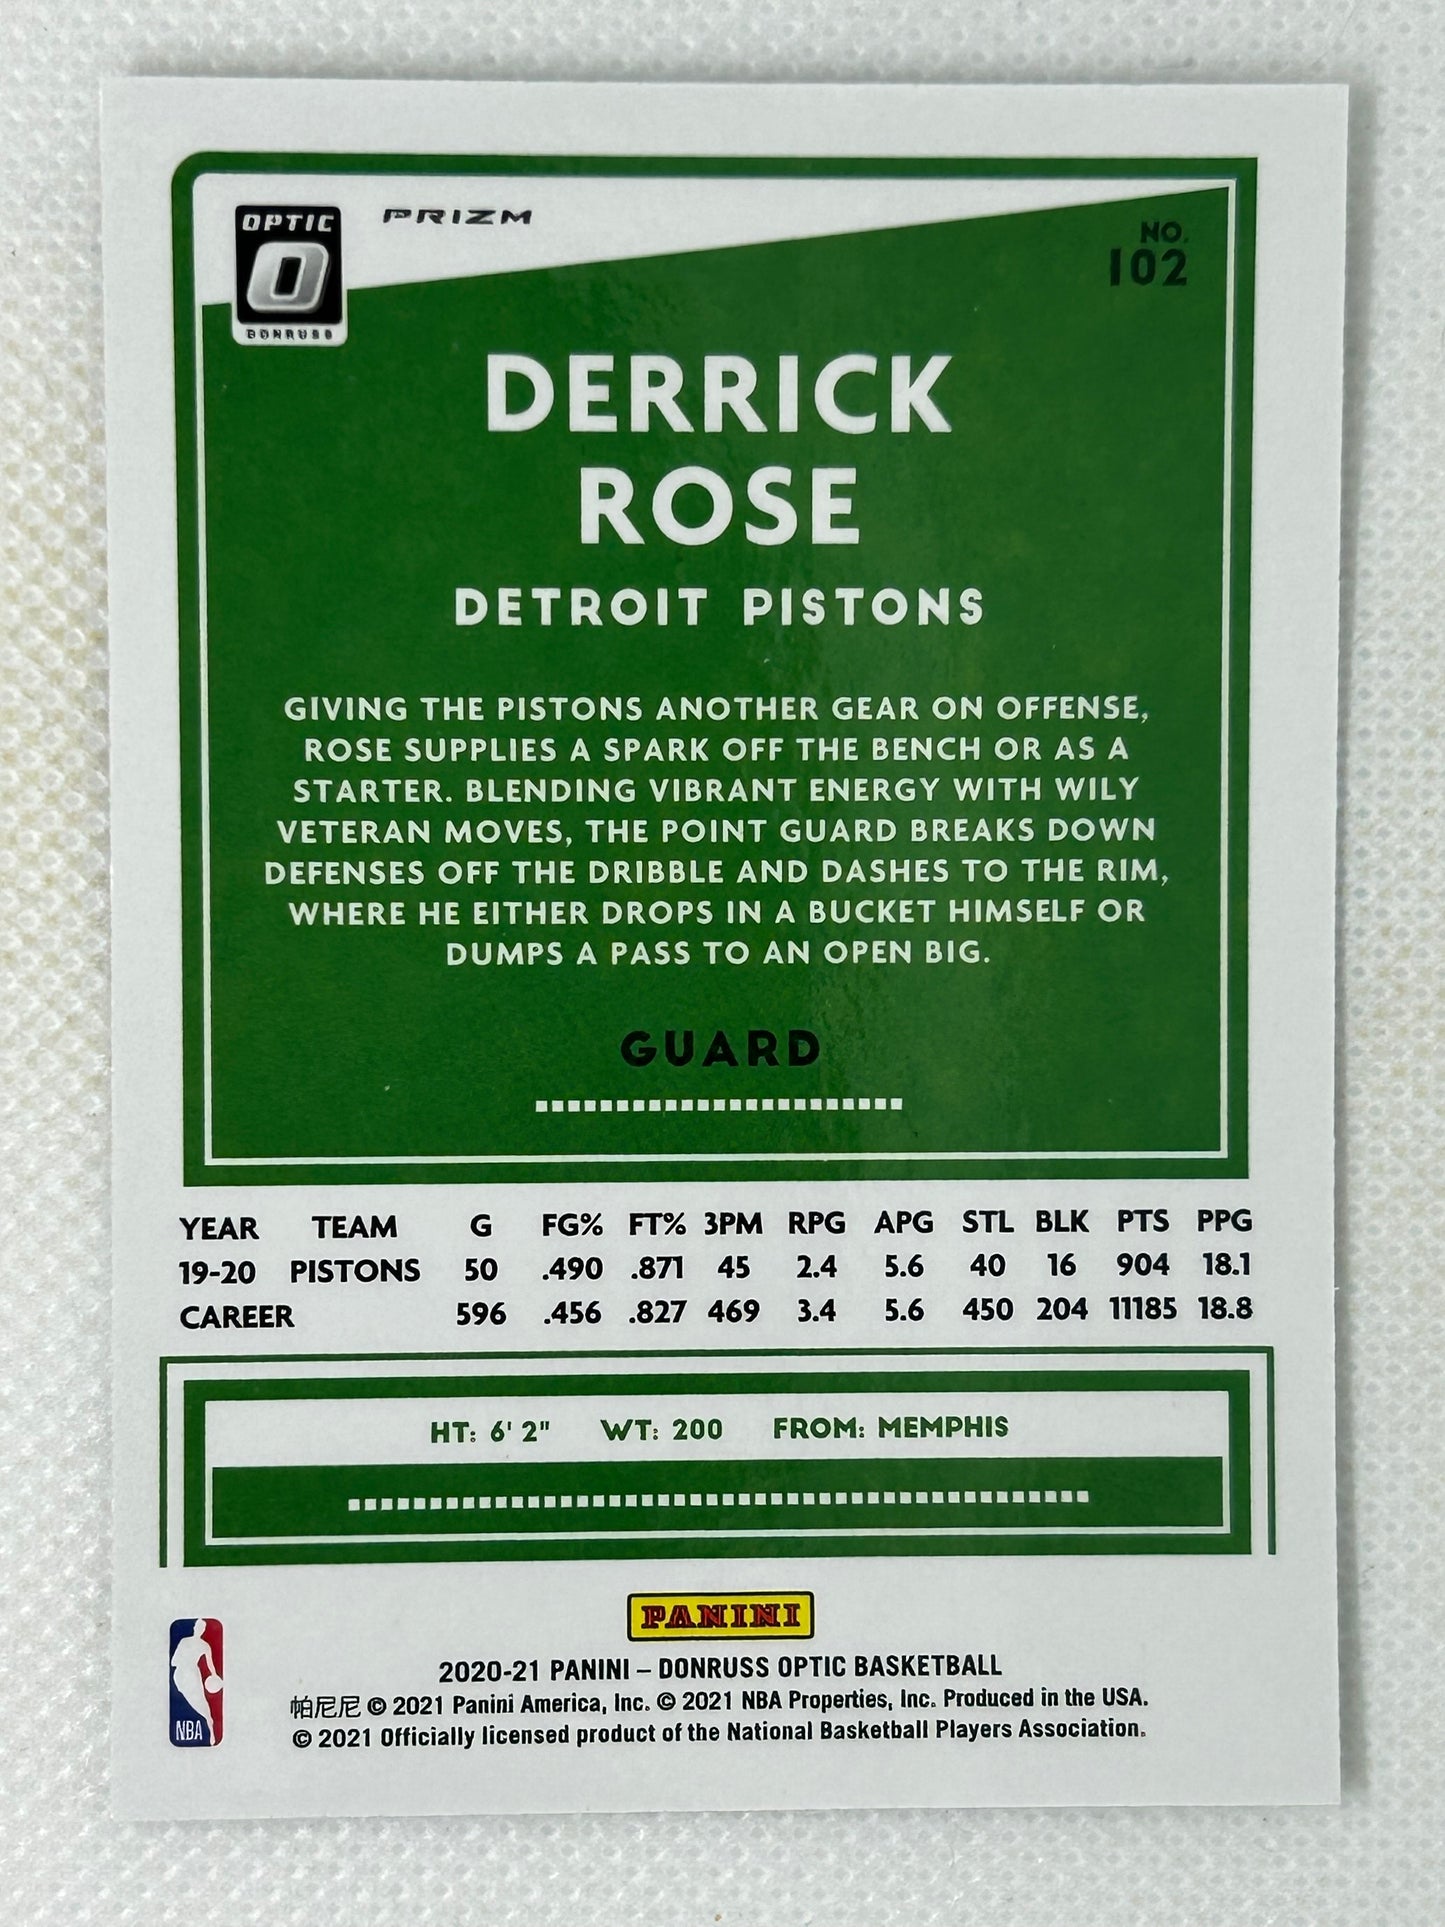 OPTIC
DONRUSS
PRIZM
NO.
102
DERRICK
ROSE
DETROIT PISTONS
GIVING THE PISTONS ANOTHER GEAR ON OFFENSE,
ROSE SUPPLIES A SPARK OFF THE BENCH OR AS A
STARTER. BLENDING VIBRANT ENERGY WITH WILY
VETERAN MOVES, THE POINT GUARD BREAKS DOWN
DEFENSES OFF THE DRIBBLE AND DASHES TO THE RIM,
WHERE HE EITHER DROPS IN A BUCKET HIMSELF OR
DUMPS A PASS TO AN OPEN BIG.
GUARD
YEAR TEAM G FG% FT% 3PM RPG APG STL BLK PTS PPG
19-20 PISTONS 50 .490 .871 45 2.4 5.6 40 16 904 18.1
CAREER 596 .456 .827 469 3.4 5.6 450 204 11185 18.8
HT: 6' 2" WT: 200 FROM: MEMPHIS
PANINI
NBA
2020-21 PANINI – DONRUSS OPTIC BASKETBALL
帕尼尼 © 2021 Panini America, Inc. © 2021 NBA Properties, Inc. Produced in the USA.
© 2021 Officially licensed product of the National Basketball Players Association.